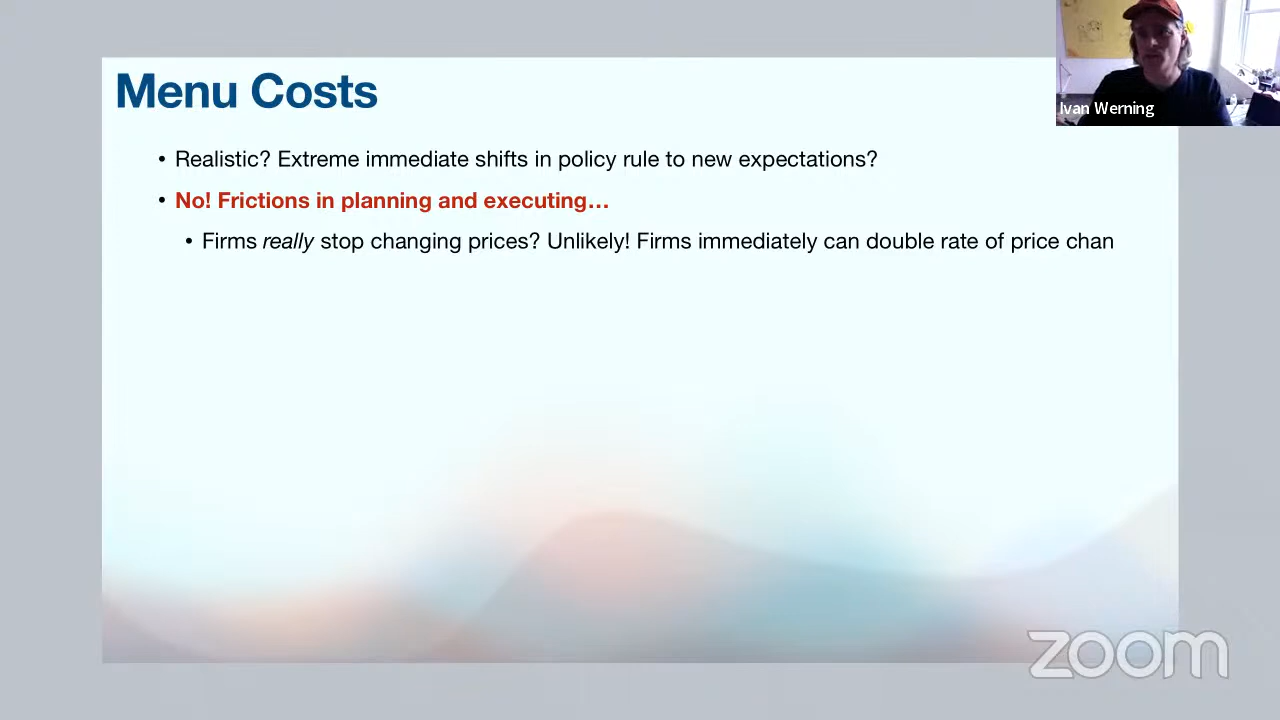 Menu Costs
Ivan Werning
• Realistic? Extreme immediate shifts in policy rule to new expectations?
• No! Frictions in planning and executing…
• Firms really stop changing prices? Unlikely! Firms immediately can double rate of price chan
zoom